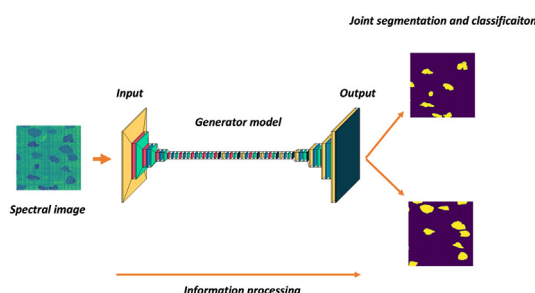 Joint segmentation and classificaiton
Input
Output
Generator model
Spectral image
Information processing